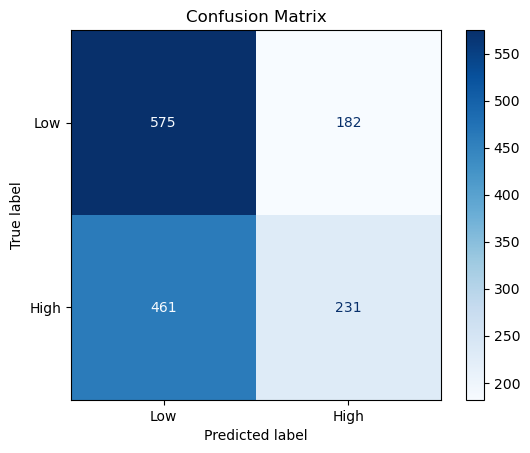 Confusion Matrix
Low
High
True label
575
182
461
231
Low
High
Predicted label
550
500
450
400
350
300
250
200